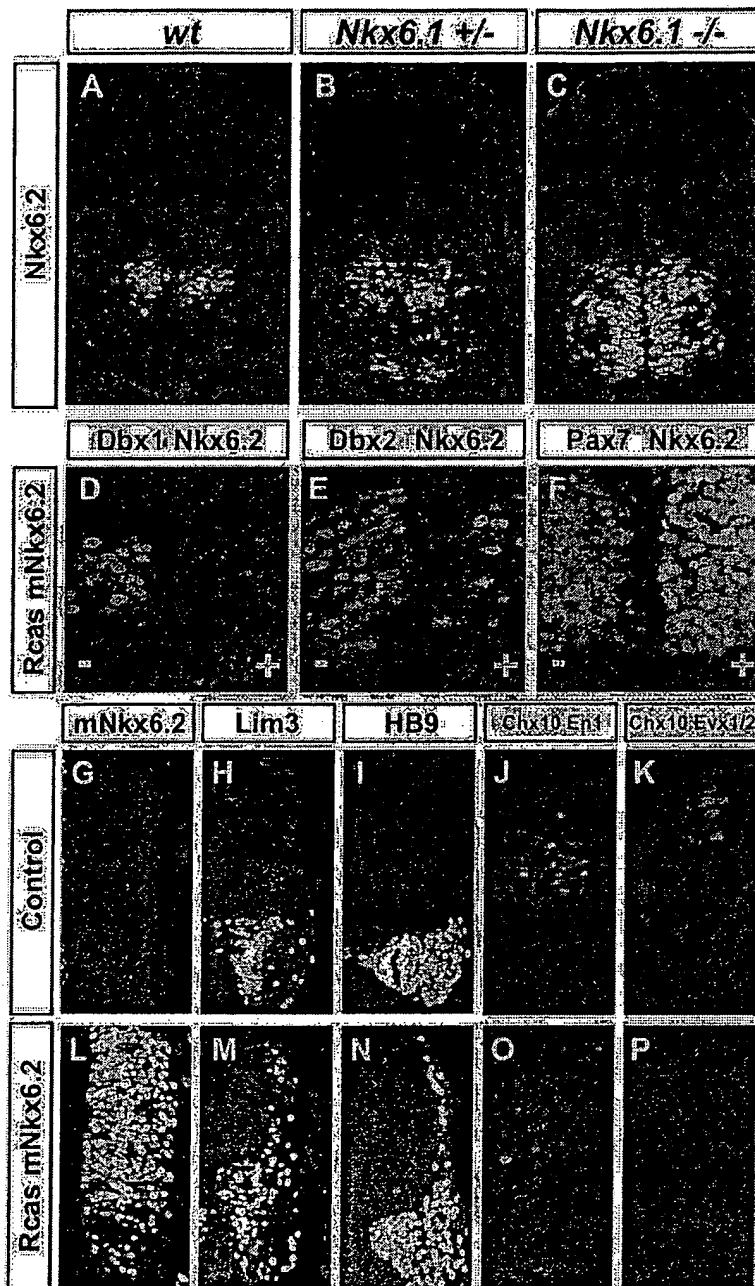 wt Nkx6.1 +/- Nkx6.1 -/-
Nkx6.2
A B C
Dbx1 Nkx6.2 Dbx2 Nkx6.2 Pax7 Nkx6.2
Rcas mNkx6.2
D E F
- + - + - +
mNkx6.2 Lim3 HB9 Chx10 En1 Chx10 Evx1/2
Control
G H I J K
Rcas mNkx6.2
L M N O P